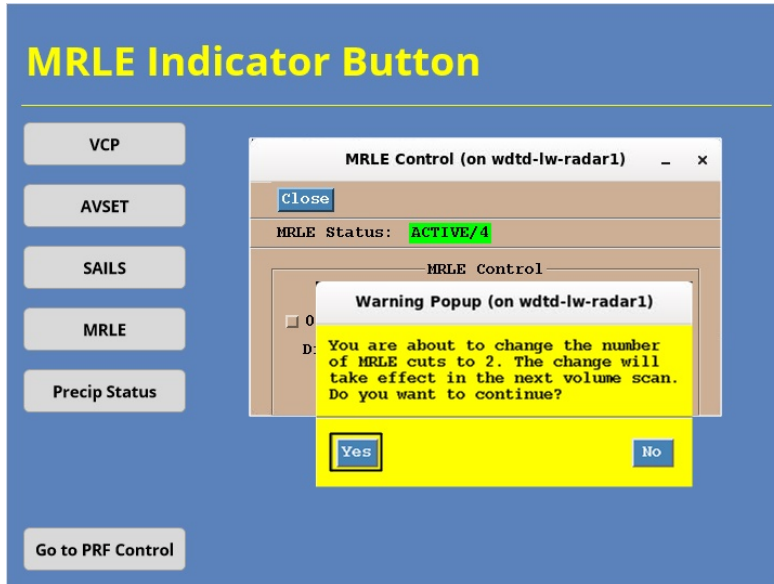 MRLE Indicator Button
VCP
AVSET
SAILS
MRLE
Precip Status
Go to PRF Control
MRLE Control (on wdtd-lw-radar1)
Close
MRLE Status: ACTIVE/4
MRLE Control
Warning Popup (on wdtd-lw-radar1)
You are about to change the number
of MRLE cuts to 2. The change will
take effect in the next volume scan.
Do you want to continue?
Yes
No